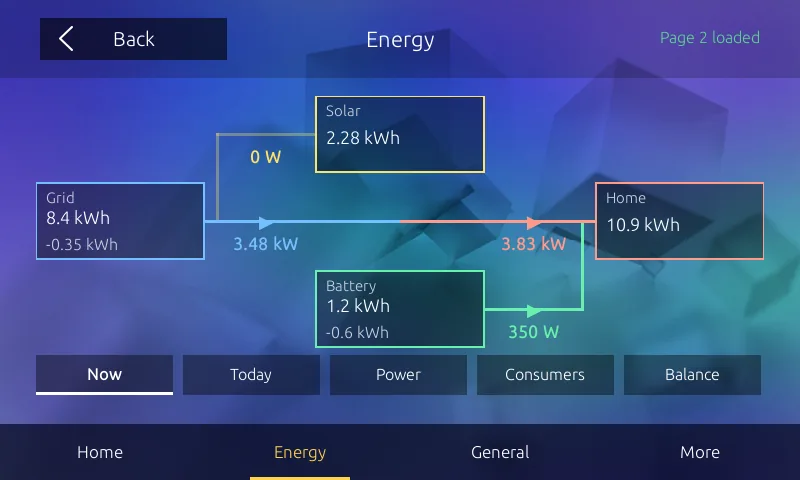 Back
Energy
Page 2 loaded
Solar
2.28 kWh
0 W
Grid
8.4 kWh
-0.35 kWh
3.48 kW
Home
10.9 kWh
3.83 kW
Battery
1.2 kWh
-0.6 kWh
350 W
Now
Today
Power
Consumers
Balance
Home
Energy
General
More